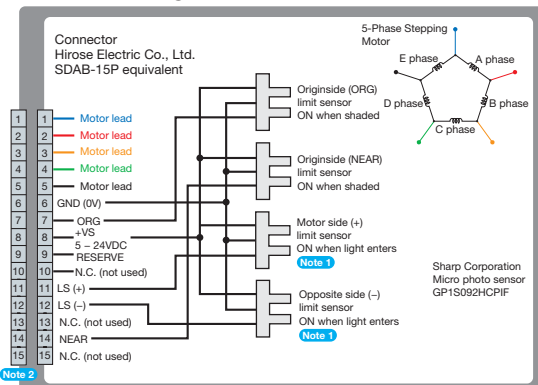 Connector
Hirose Electric Co., Ltd.
SDAB-15P equivalent
5-Phase Stepping
Motor
E phase
A phase
D phase
B phase
C phase
1 1 Motor lead
2 2 Motor lead
3 3 Motor lead
4 4 Motor lead
5 5 Motor lead
6 6 GND (0V)
7 7 ORG
8 8 +VS
5 – 24VDC
9 9 RESERVE
10 10 N.C. (not used)
11 11 LS (+)
12 12 LS (−)
13 13 N.C. (not used)
14 14 NEAR
15 15 N.C. (not used)
Note 2
Originside (ORG)
limit sensor
ON when shaded
Originside (NEAR)
limit sensor
ON when shaded
Motor side (+)
limit sensor
ON when light enters
Note 1
Opposite side (−)
limit sensor
ON when light enters
Note 1
Sharp Corporation
Micro photo sensor
GP1S092HCPIF